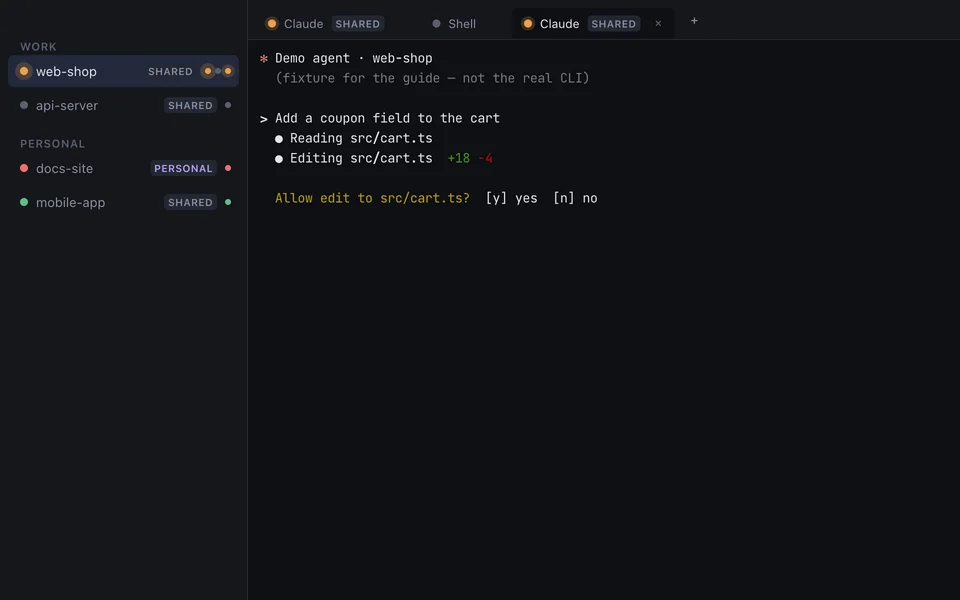 WORK
web-shop SHARED
api-server SHARED
PERSONAL
docs-site PERSONAL
mobile-app SHARED
Claude SHARED Shell Claude SHARED × +
* Demo agent · web-shop
(fixture for the guide — not the real CLI)
> Add a coupon field to the cart
● Reading src/cart.ts
● Editing src/cart.ts +18 -4
Allow edit to src/cart.ts? [y] yes [n] no